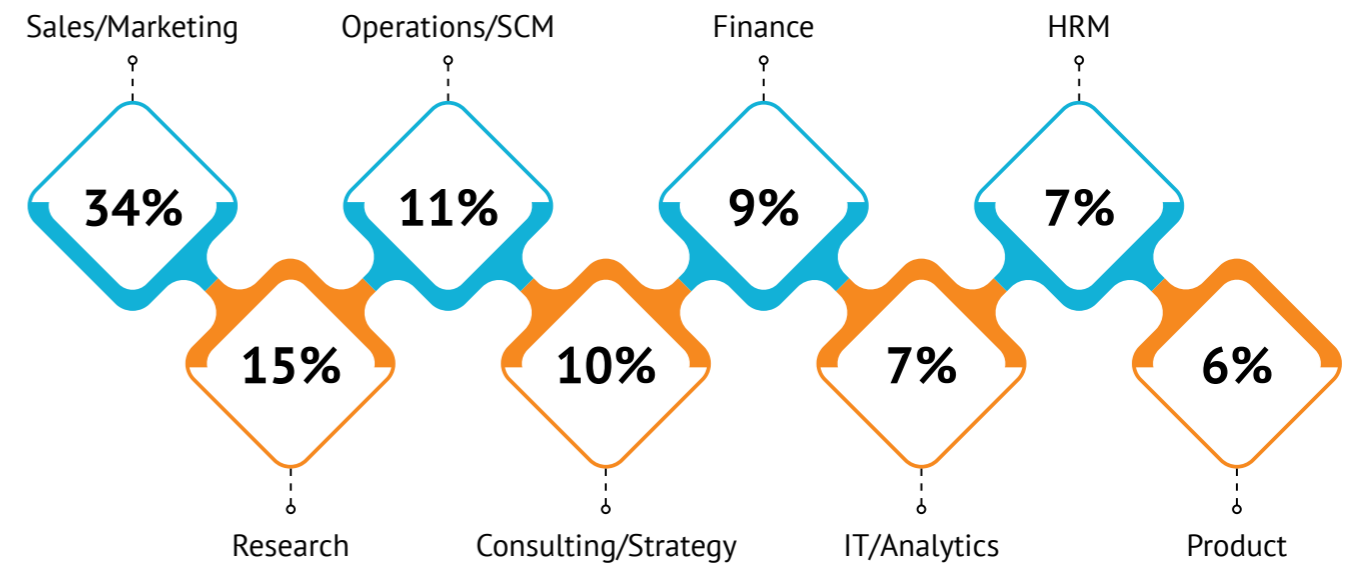 Sales/Marketing
Operations/SCM
Finance
HRM
34%
11%
9%
7%
15%
10%
7%
6%
Research
Consulting/Strategy
IT/Analytics
Product